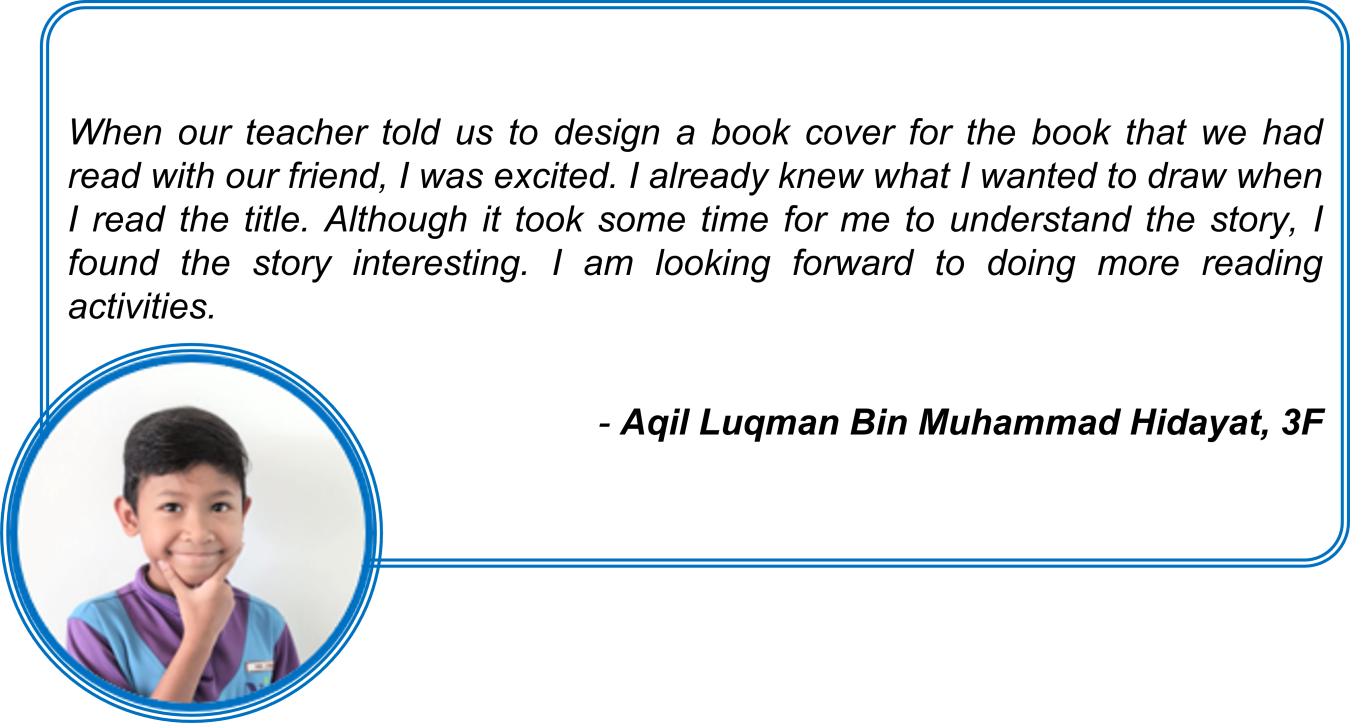 When our teacher told us to design a book cover for the book that we had
read with our friend, I was excited. I already knew what I wanted to draw when
I read the title. Although it took some time for me to understand the story, I
found the story interesting. I am looking forward to doing more reading
activities.
- Aqil Luqman Bin Muhammad Hidayat, 3F